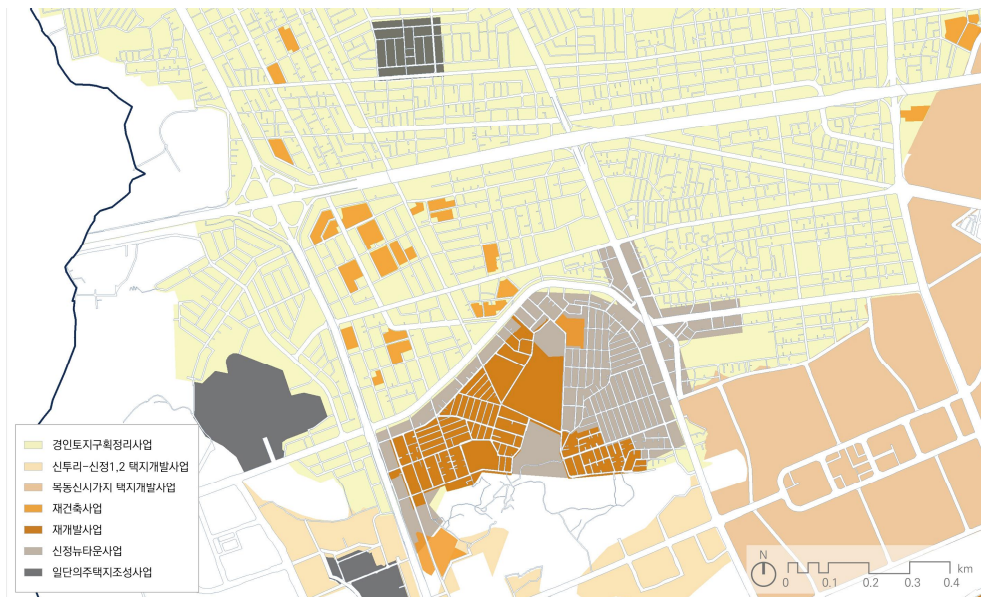 경인토지구획정리사업
신투리-신정1,2 택지개발사업
목동신시가지 택지개발사업
재건축사업
재개발사업
신정뉴타운사업
일단의주택지조성사업
N
km
0 0.1 0.2 0.3 0.4